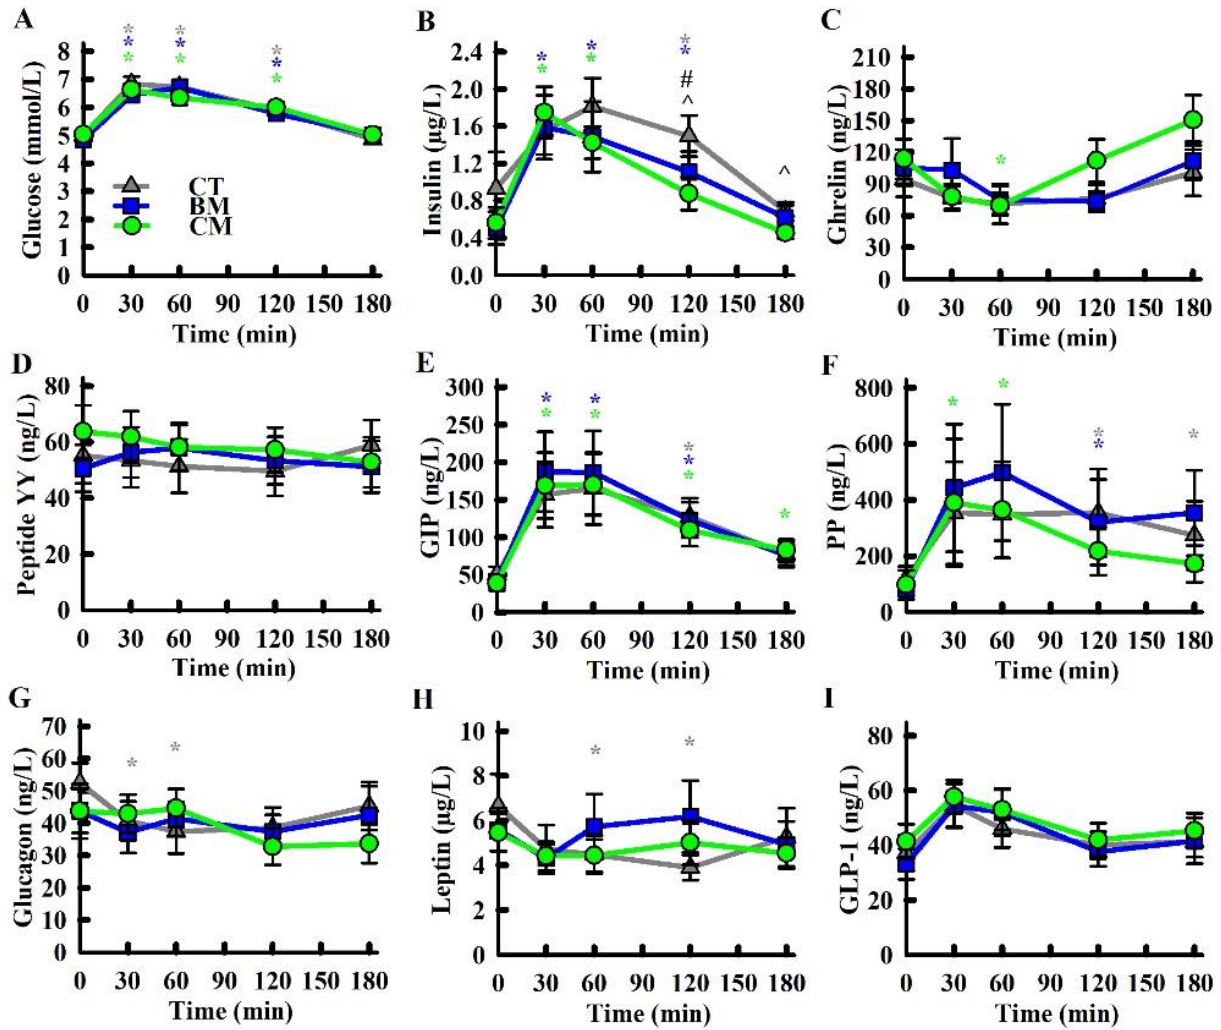 A
* * *
* * *
* * *
8
7
6
5
4
3
2
1
0
Glucose (mmol/L)
CT
BM
CM
0 30 60 90 120 150 180
Time (min)
B
* * *
* * *
#
^
^
2.4
2.0
1.6
1.2
0.8
0.4
0.0
Insulin (µg/L)
0 30 60 90 120 150 180
Time (min)
C
*
210
180
150
120
90
60
30
0
Ghrelin (ng/L)
0 30 60 90 120 150 180
Time (min)
D
80
60
40
20
0
Peptide YY (ng/L)
0 30 60 90 120 150 180
Time (min)
E
* * *
* * *
* *
300
250
200
150
100
50
0
GIP (ng/L)
0 30 60 90 120 150 180
Time (min)
F
* * * *
*
800
600
400
200
0
PP (ng/L)
0 30 60 90 120 150 180
Time (min)
G
* *
70
60
50
40
30
20
10
0
Glucagon (ng/L)
0 30 60 90 120 150 180
Time (min)
H
* *
10
8
6
4
2
0
Leptin (µg/L)
0 30 60 90 120 150 180
Time (min)
I
80
60
40
20
0
GLP-1 (ng/L)
0 30 60 90 120 150 180
Time (min)